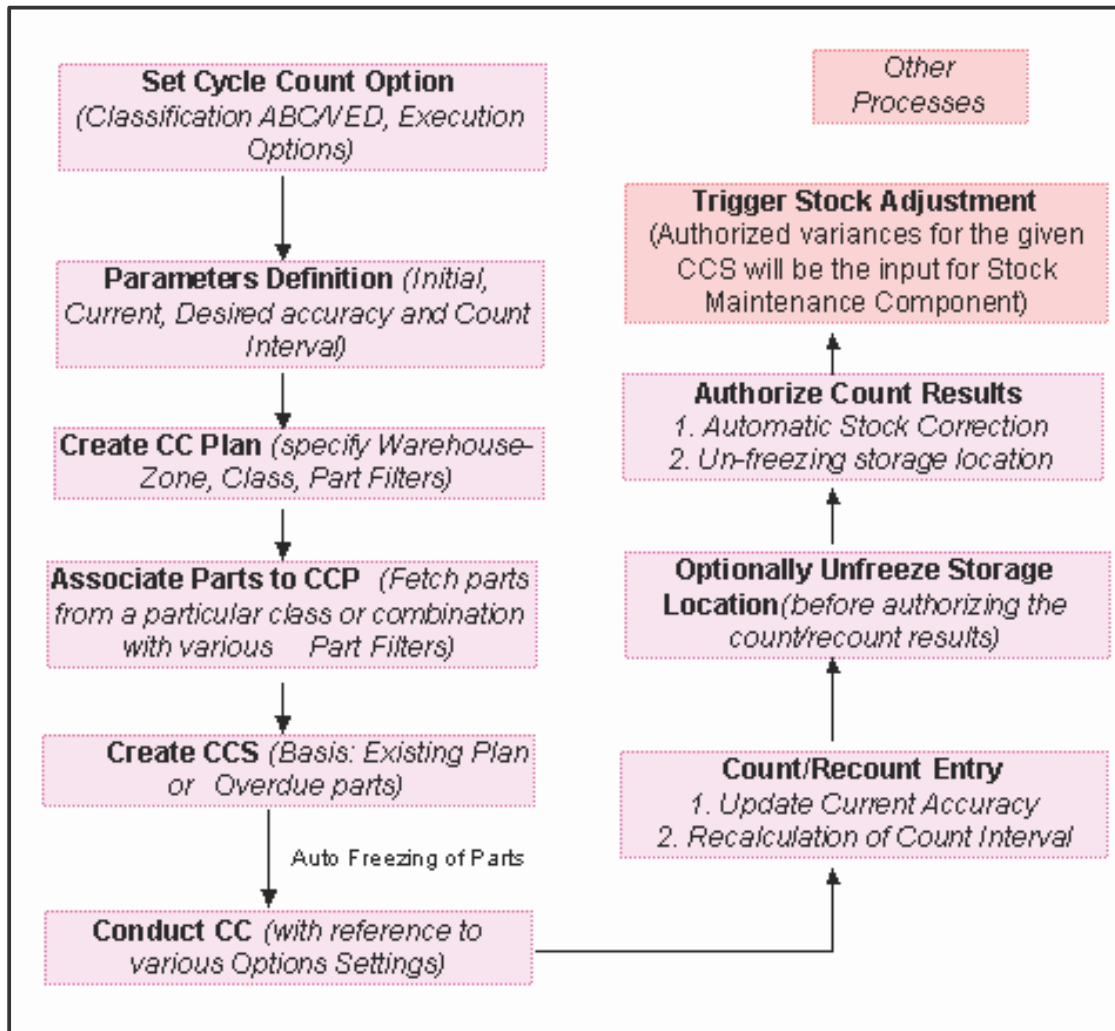 Set Cycle Count Option
(Classification ABC/VED, Execution
Options)
Parameters Definition (Initial,
Current, Desired accuracy and Count
Interval)
Create CC Plan (specify Warehouse-
Zone, Class, Part Filters)
Associate Parts to CCP (Fetch parts
from a particular class or combination
with various Part Filters)
Create CCS (Basis: Existing Plan
or Overdue parts)
Auto Freezing of Parts
Conduct CC (with reference to
various Options Settings)
Other
Processes
Trigger Stock Adjustment
(Authorized variances for the given
CCS will be the input for Stock
Maintenance Component)
Authorize Count Results
1. Automatic Stock Correction
2. Un-freezing storage location
Optionally Unfreeze Storage
Location(before authorizing the
count/recount results)
Count/Recount Entry
1. Update Current Accuracy
2. Recalculation of Count Interval